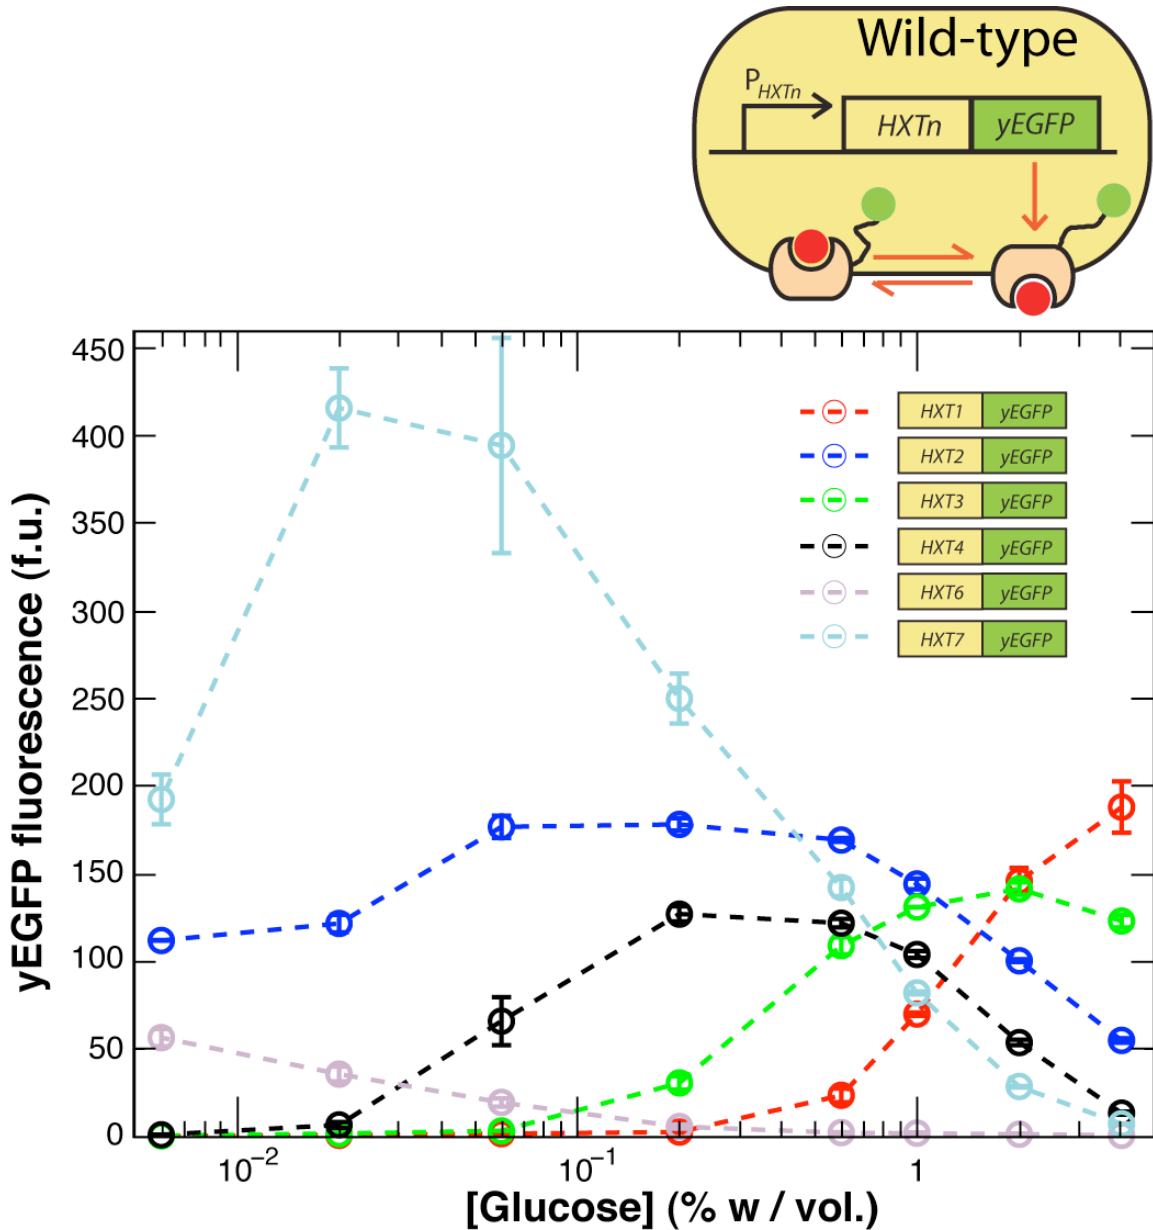 Wild-type
P_HXTn
HXTn yEGFP
450
400
350
300
250
200
150
100
50
0
yEGFP fluorescence (f.u.)
HXT1 yEGFP
HXT2 yEGFP
HXT3 yEGFP
HXT4 yEGFP
HXT6 yEGFP
HXT7 yEGFP
10⁻² 10⁻¹ 1
[Glucose] (% w / vol.)